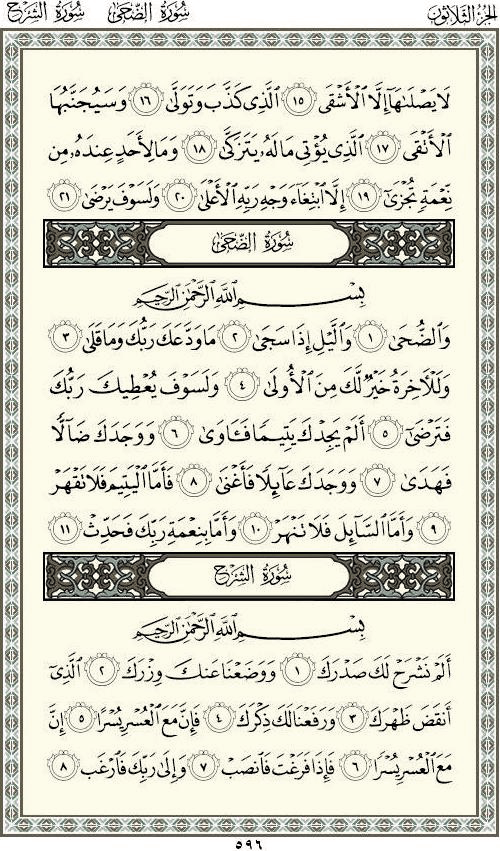 الجزء الثلاثون سورة الضحى سورة الشرح
لَا يَصْلَىٰهَآ إِلَّا ٱلْأَشْقَى ١٥ ٱلَّذِى كَذَّبَ وَتَوَلَّىٰ ١٦ وَسَيُجَنَّبُهَا
ٱلْأَتْقَى ١٧ ٱلَّذِى يُؤْتِى مَالَهُۥ يَتَزَكَّىٰ ١٨ وَمَا لِأَحَدٍ عِندَهُۥ مِن
نِّعْمَةٍ تُجْزَىٰٓ ١٩ إِلَّا ٱبْتِغَآءَ وَجْهِ رَبِّهِ ٱلْأَعْلَىٰ ٢٠ وَلَسَوْفَ يَرْضَىٰ ٢١
سُورَةُ الضُّحَىٰ
بِسْمِ ٱللَّهِ ٱلرَّحْمَٰنِ ٱلرَّحِيمِ
وَٱلضُّحَىٰ ١ وَٱلَّيْلِ إِذَا سَجَىٰ ٢ مَا وَدَّعَكَ رَبُّكَ وَمَا قَلَىٰ ٣
وَلَلْـَٔاخِرَةُ خَيْرٌ لَّكَ مِنَ ٱلْأُولَىٰ ٤ وَلَسَوْفَ يُعْطِيكَ رَبُّكَ
فَتَرْضَىٰٓ ٥ أَلَمْ يَجِدْكَ يَتِيمًا فَـَٔاوَىٰ ٦ وَوَجَدَكَ ضَآلًّا
فَهَدَىٰ ٧ وَوَجَدَكَ عَآئِلًا فَأَغْنَىٰ ٨ فَأَمَّا ٱلْيَتِيمَ فَلَا تَقْهَرْ
٩ وَأَمَّا ٱلسَّآئِلَ فَلَا تَنْهَرْ ١٠ وَأَمَّا بِنِعْمَةِ رَبِّكَ فَحَدِّثْ ١١
سُورَةُ الشَّرْحِ
بِسْمِ ٱللَّهِ ٱلرَّحْمَٰنِ ٱلرَّحِيمِ
أَلَمْ نَشْرَحْ لَكَ صَدْرَكَ ١ وَوَضَعْنَا عَنكَ وِزْرَكَ ٢ ٱلَّذِىٓ
أَنقَضَ ظَهْرَكَ ٣ وَرَفَعْنَا لَكَ ذِكْرَكَ ٤ فَإِنَّ مَعَ ٱلْعُسْرِ يُسْرًا ٥ إِنَّ
مَعَ ٱلْعُسْرِ يُسْرًا ٦ فَإِذَا فَرَغْتَ فَٱنصَبْ ٧ وَإِلَىٰ رَبِّكَ فَٱرْغَب ٨
٥٩٦